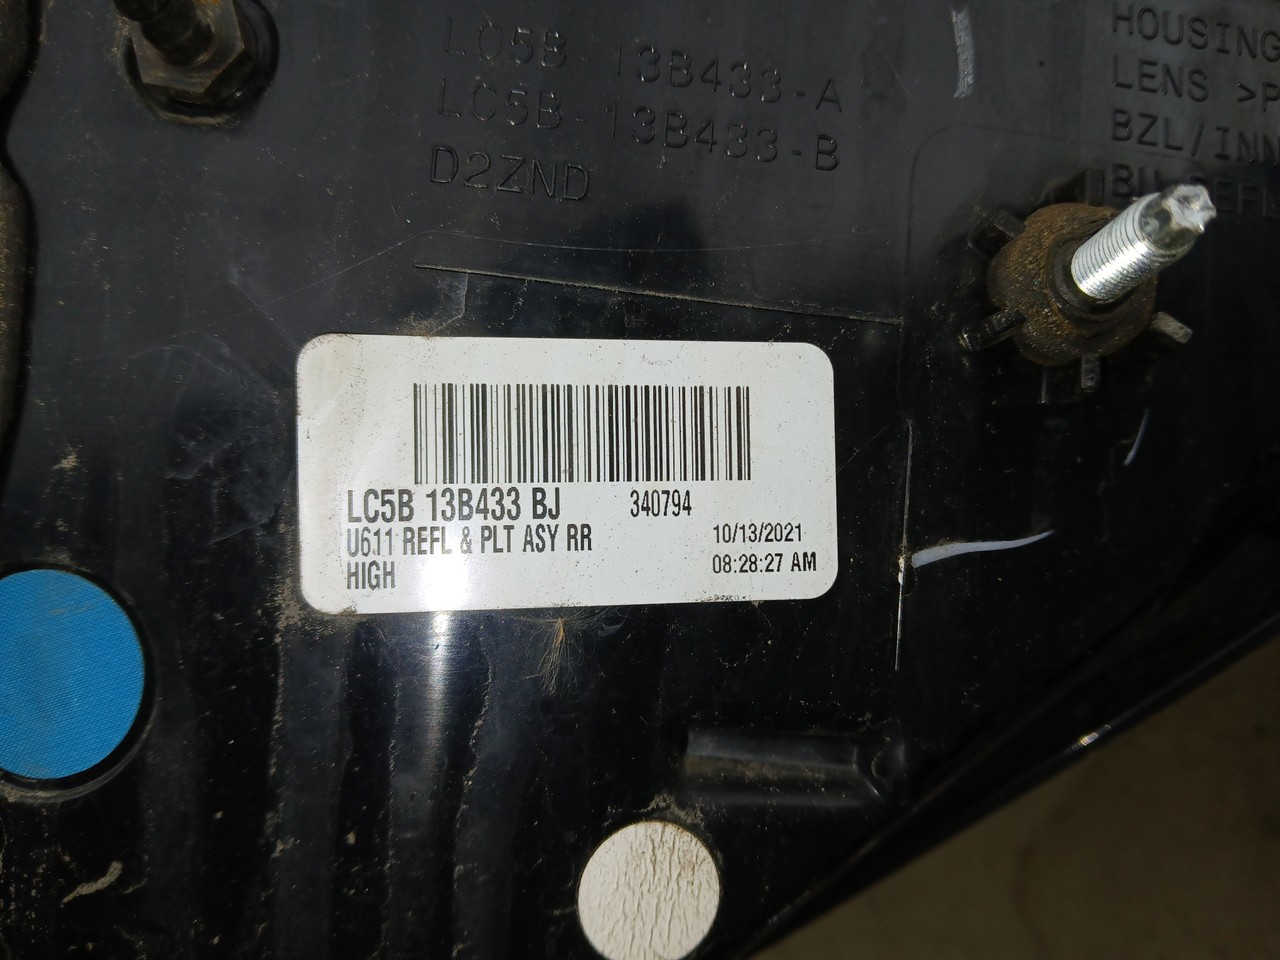 LC5B-13B433-A
LC5B-13B433-B
D2ZND
HOUSING
LENS >P
BZL/INN
LC5B 13B433 BJ 340794
U611 REFL & PLT ASY RR 10/13/2021
HIGH 08:28:27 AM